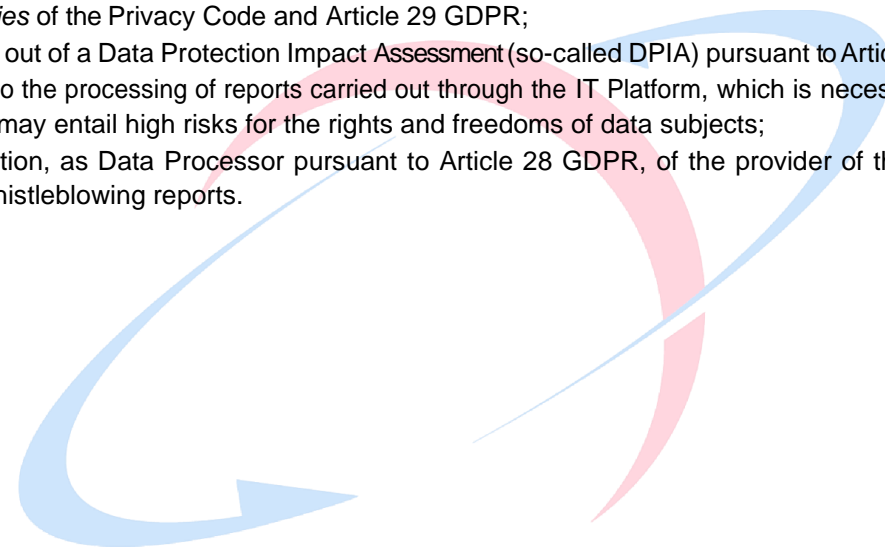 ies of the Privacy Code and Article 29 GDPR;
out of a Data Protection Impact Assessment (so-called DPIA) pursuant to Artic
o the processing of reports carried out through the IT Platform, which is neces
may entail high risks for the rights and freedoms of data subjects;
tion, as Data Processor pursuant to Article 28 GDPR, of the provider of th
histleblowing reports.